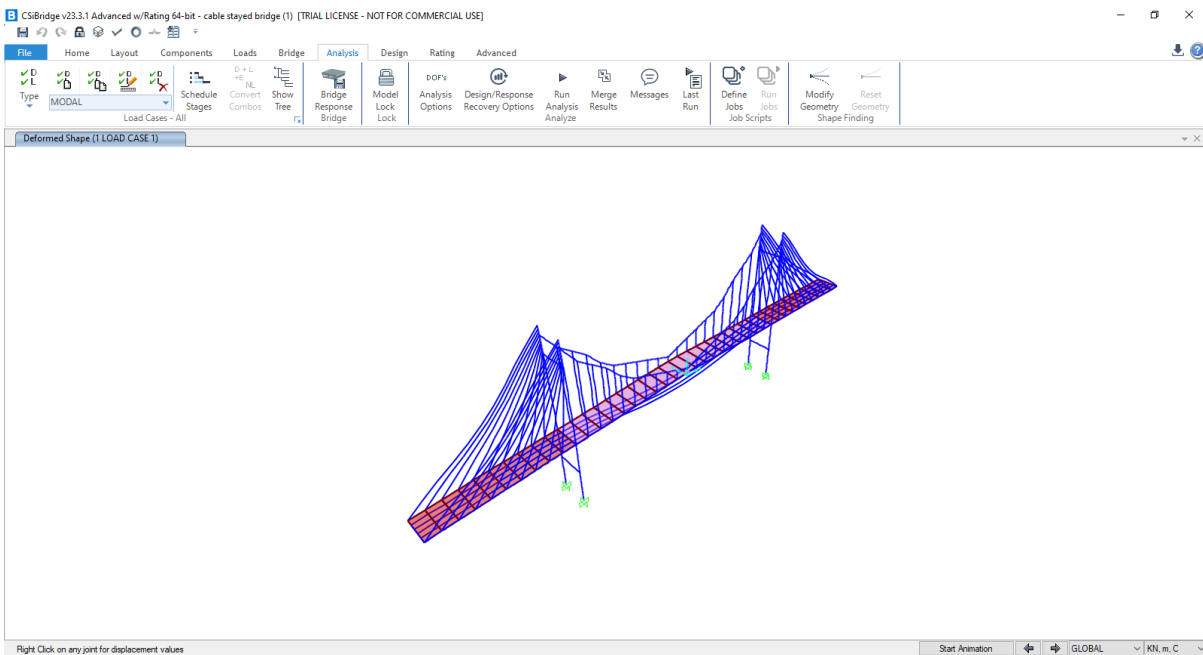 CSiBridge v23.3.1 Advanced w/Rating 64-bit - cable stayed bridge (1) [TRIAL LICENSE - NOT FOR COMMERCIAL USE]
File Home Layout Components Loads Bridge Analysis Design Rating Advanced
Type
MODAL
Schedule Stages
D + L +E NL
Convert Combos
Show Tree
Load Cases - All
Bridge Response
Bridge
Model Lock
Lock
DOF's
Analysis Options
Design/Response Recovery Options
Run Analysis
Merge Results
Messages
Last Run
Analyze
Define Jobs
Run Jobs
Job Scripts
Modify Geometry
Reset Geometry
Shape Finding
Deformed Shape (1 LOAD CASE 1)
Right Click on any joint for displacement values
Start Animation
GLOBAL
KN, m, C